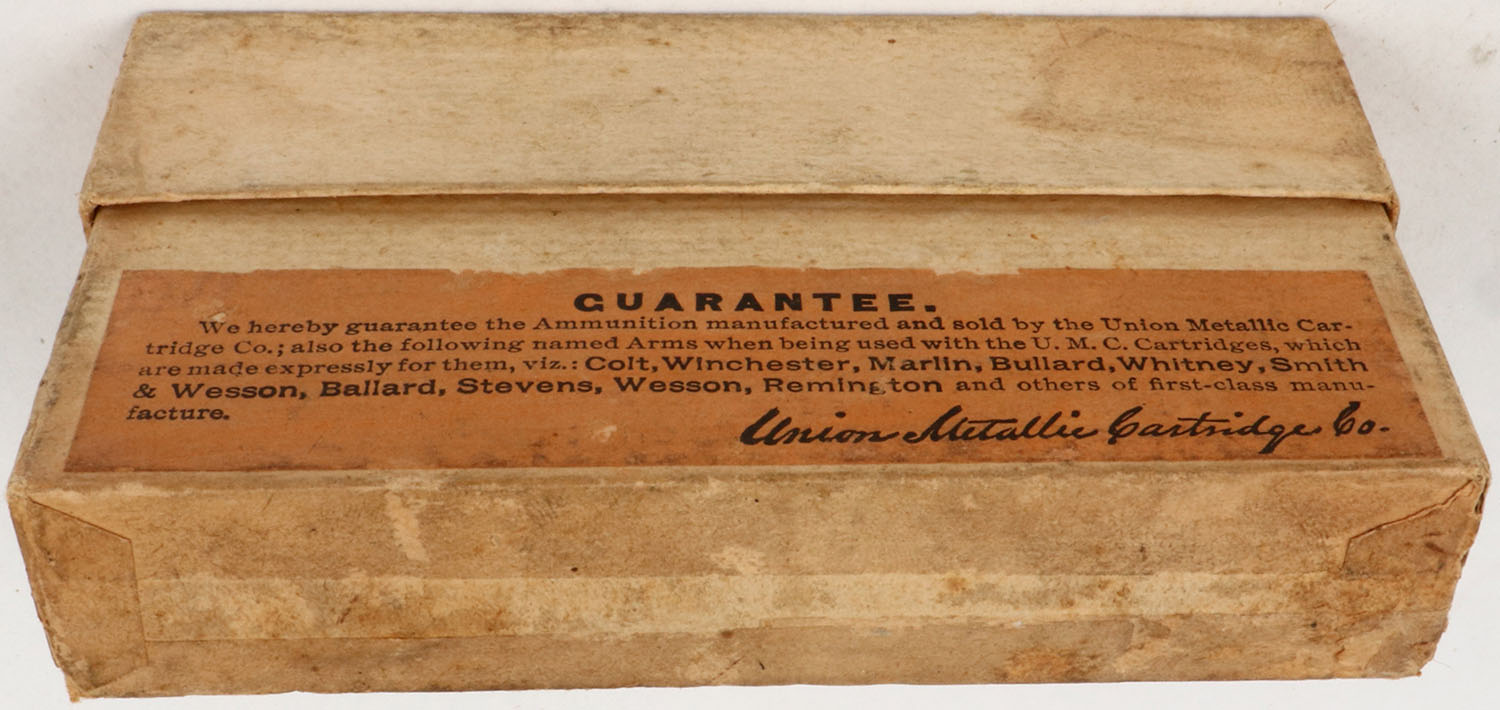 GUARANTEE.
We hereby guarantee the Ammunition manufactured and sold by the Union Metallic Car-
tridge Co.; also the following named Arms when being used with the U. M. C. Cartridges, which
are made expressly for them, viz.: Colt, Winchester, Marlin, Bullard, Whitney, Smith
& Wesson, Ballard, Stevens, Wesson, Remington and others of first-class manu-
facture.
Union Metallic Cartridge Co.